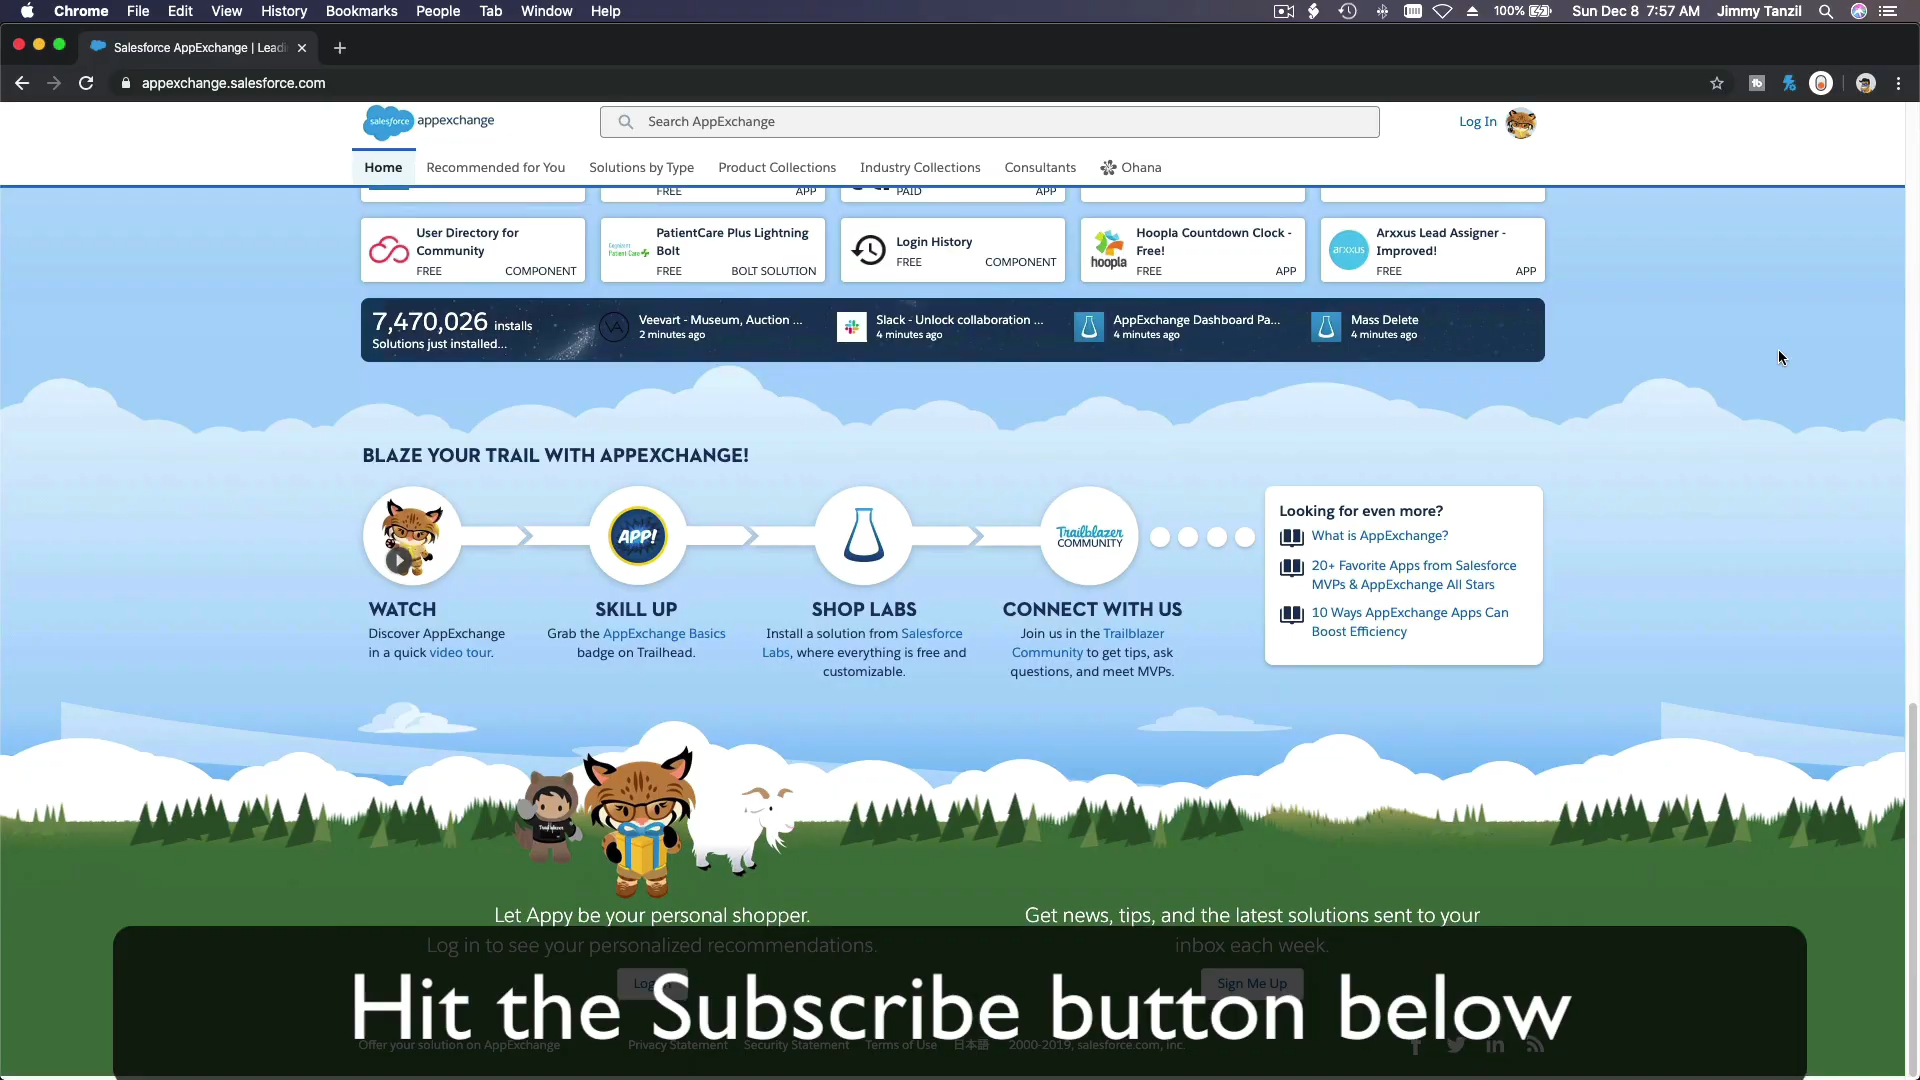 Chrome File Edit View History Bookmarks People Tab Window Help
100% Sun Dec 8 7:57 AM Jimmy Tanzil
Salesforce AppExchange | Leadi
appexchange.salesforce.com
salesforce appexchange
Search AppExchange
Log In
Home Recommended for You Solutions by Type Product Collections Industry Collections Consultants Ohana
FREE APP
PAID APP
User Directory for
Community
FREE COMPONENT
PatientCare Plus Lightning
Bolt
FREE BOLT SOLUTION
Login History
FREE COMPONENT
hoopla
Hoopla Countdown Clock -
Free!
FREE APP
arxxus
Arxxus Lead Assigner -
Improved!
FREE APP
7,470,026 installs
Solutions just installed...
VA
Veevart - Museum, Auction ...
2 minutes ago
Slack - Unlock collaboration ...
4 minutes ago
AppExchange Dashboard Pa...
4 minutes ago
Mass Delete
4 minutes ago
BLAZE YOUR TRAIL WITH APPEXCHANGE!
APP!
Trailblazer
COMMUNITY
WATCH
Discover AppExchange
in a quick video tour.
SKILL UP
Grab the AppExchange Basics
badge on Trailhead.
SHOP LABS
Install a solution from Salesforce
Labs, where everything is free and
customizable.
CONNECT WITH US
Join us in the Trailblazer
Community to get tips, ask
questions, and meet MVPs.
Looking for even more?
What is AppExchange?
20+ Favorite Apps from Salesforce
MVPs & AppExchange All Stars
10 Ways AppExchange Apps Can
Boost Efficiency
Let Appy be your personal shopper.
Log in to see your personalized recommendations.
Get news, tips, and the latest solutions sent to your
inbox each week.
Sign Me Up
Hit the Subscribe button below
Offer your solution on AppExchange Privacy Statement Security Statement Terms of Use 日本語 2000-2019, salesforce.com, inc.